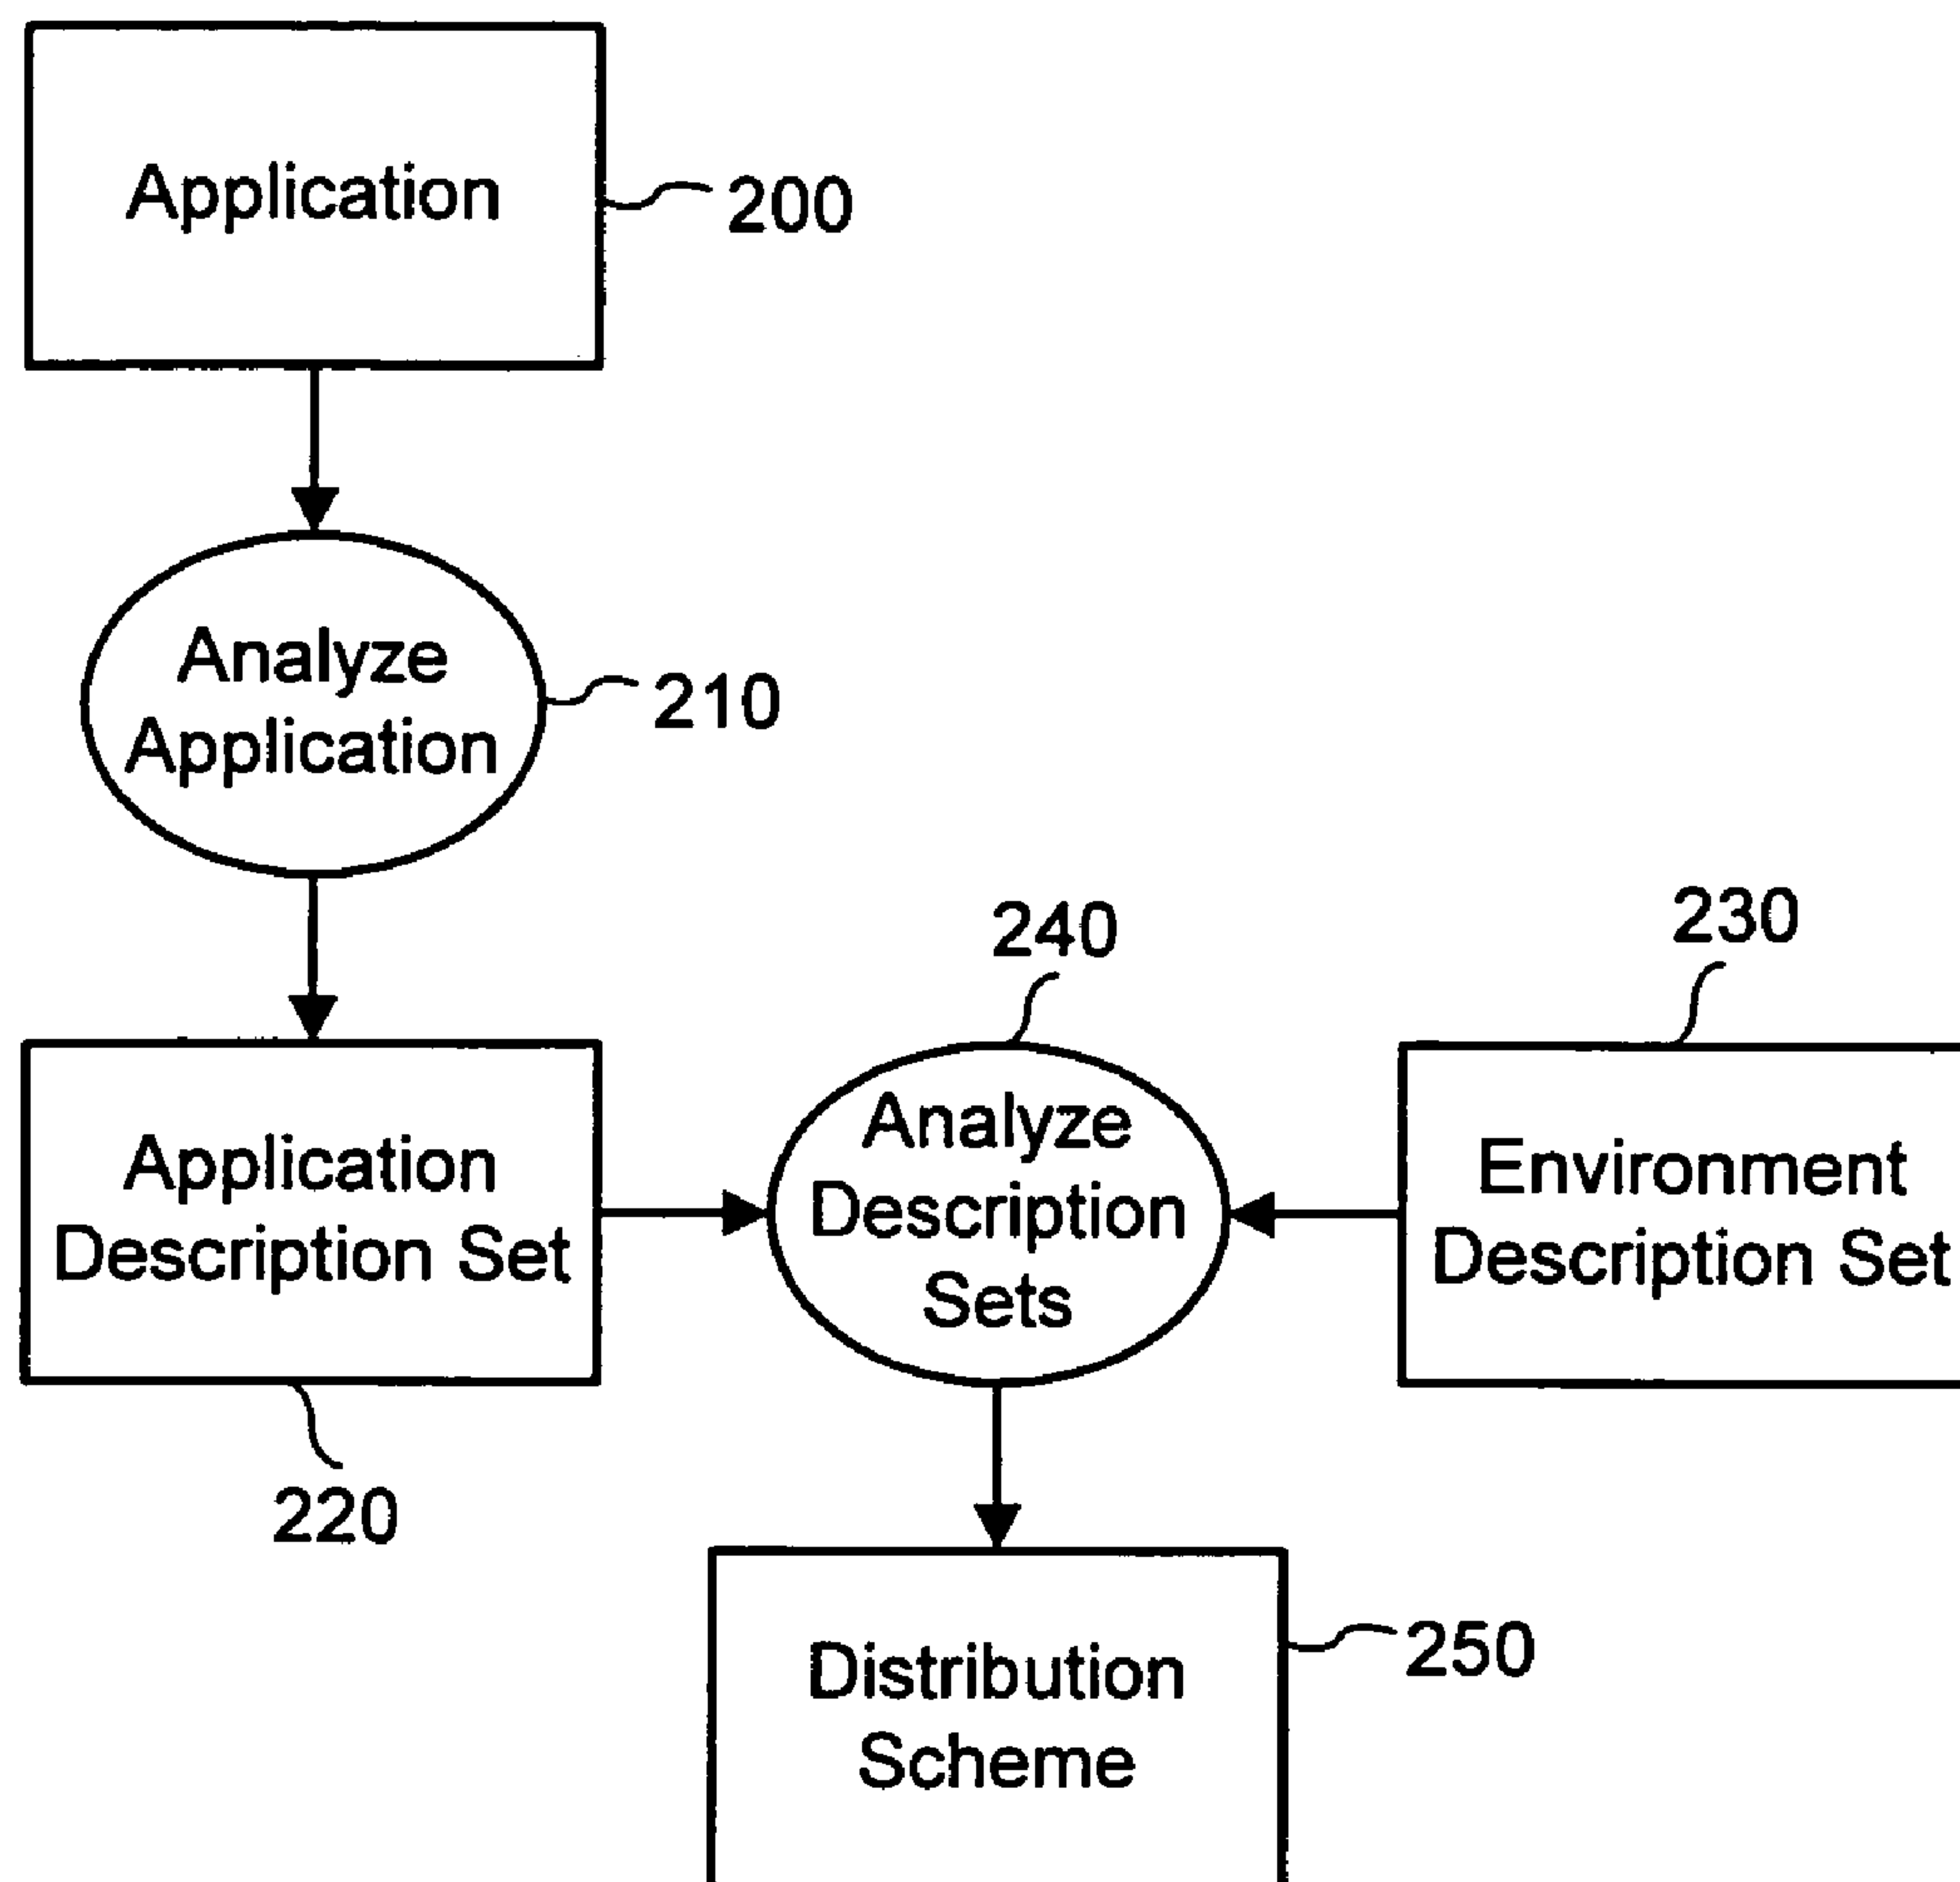 Application
200
Analyze
Application
210
240
230
Application
Description Set
Analyze
Description
Sets
Environment
Description Set
220
Distribution
Scheme
250